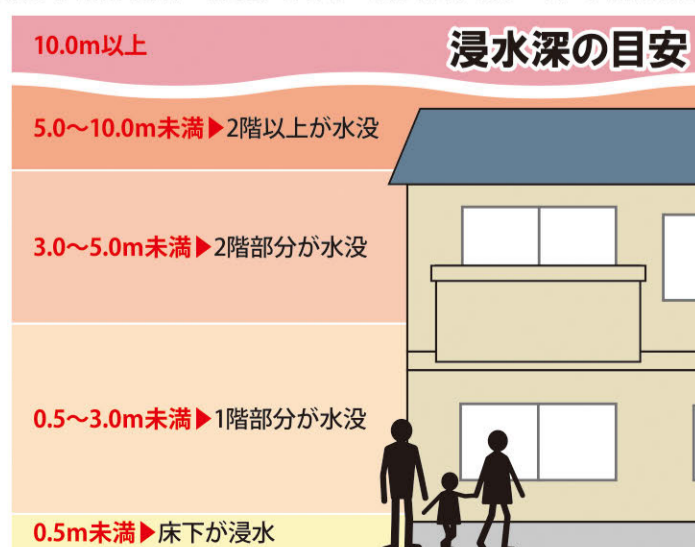 浸水深の目安
10.0m以上
5.0～10.0m未満▶2階以上が水没
3.0～5.0m未満▶2階部分が水没
0.5～3.0m未満▶1階部分が水没
0.5m未満▶床下が浸水